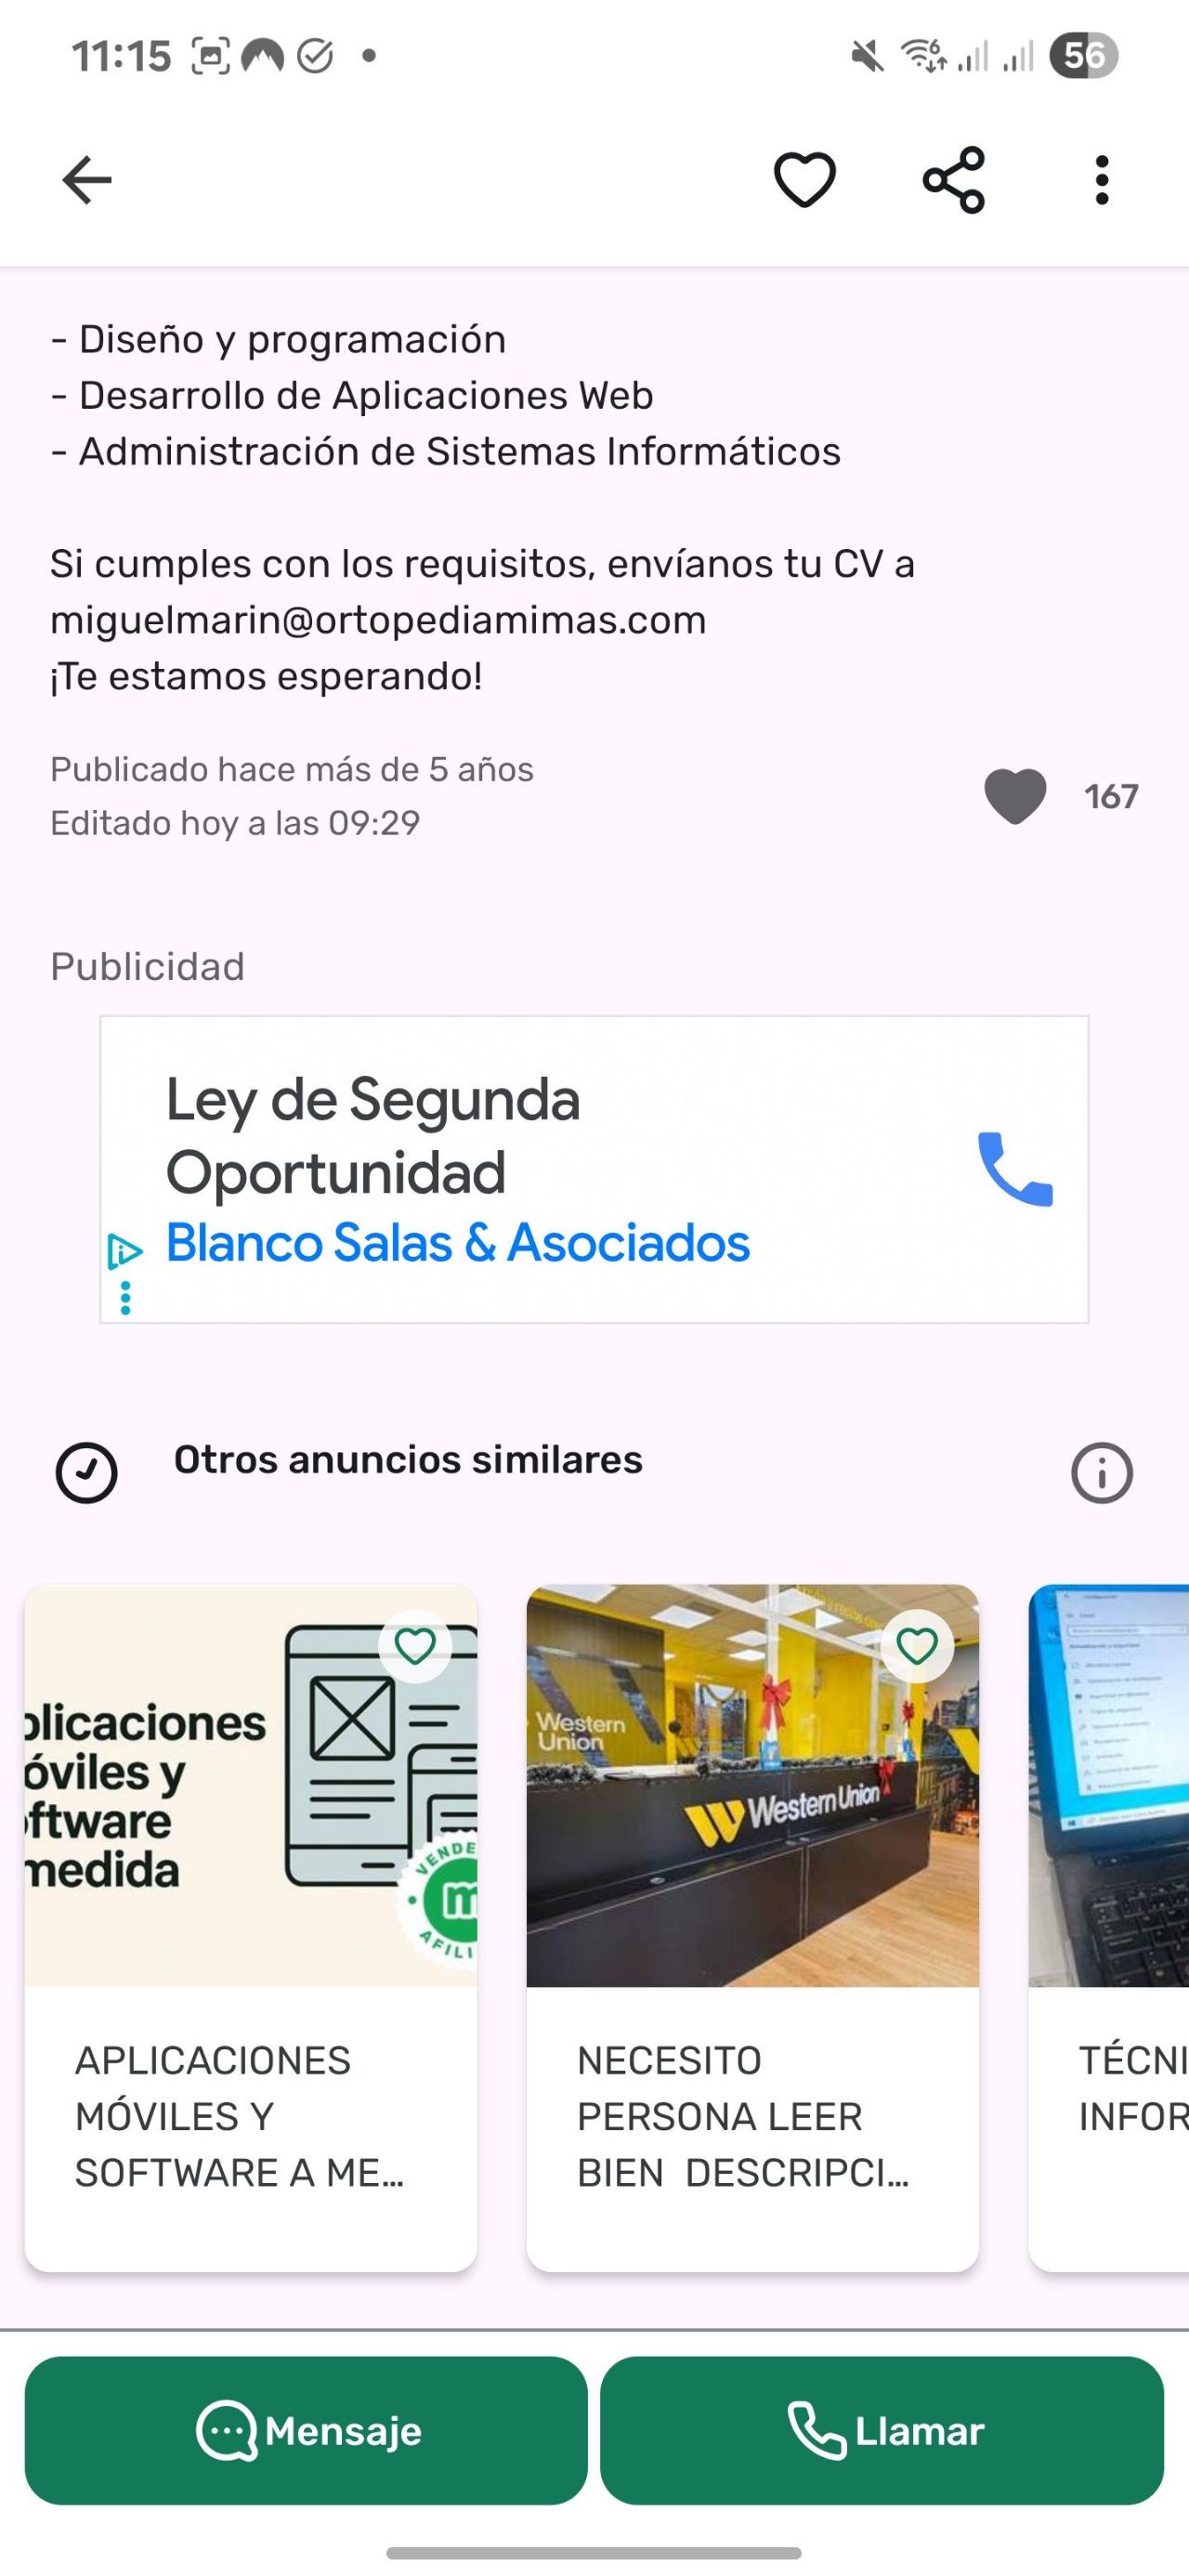 11:15
6
56
- Diseño y programación
- Desarrollo de Aplicaciones Web
- Administración de Sistemas Informáticos
Si cumples con los requisitos, envíanos tu CV a
miguelmarin@ortopediamimas.com
¡Te estamos esperando!
Publicado hace más de 5 años
Editado hoy a las 09:29
167
Publicidad
Ley de Segunda
Oportunidad
Blanco Salas & Asociados
Otros anuncios similares
plicaciones
óviles y
ftware
medida
VENDE
m
AFILI
Western
Union
Western Union
APLICACIONES
MÓVILES Y
SOFTWARE A ME...
NECESITO
PERSONA LEER
BIEN DESCRIPCI...
TÉCNI
INFOR
Mensaje
Llamar